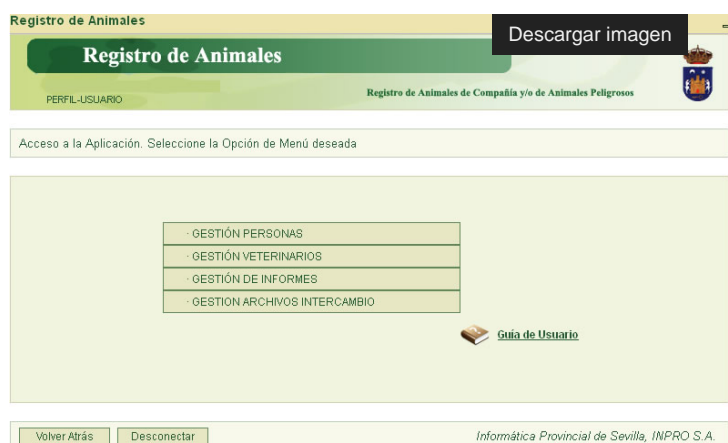 Registro de Animales
Descargar imagen
Registro de Animales
PERFIL-USUARIO
Registro de Animales de Compañía y/o de Animales Peligrosos
Acceso a la Aplicación. Seleccione la Opción de Menú deseada
· GESTIÓN PERSONAS
· GESTIÓN VETERINARIOS
· GESTIÓN DE INFORMES
· GESTION ARCHIVOS INTERCAMBIO
Guía de Usuario
Volver Atrás
Desconectar
Informática Provincial de Sevilla, INPRO S.A.